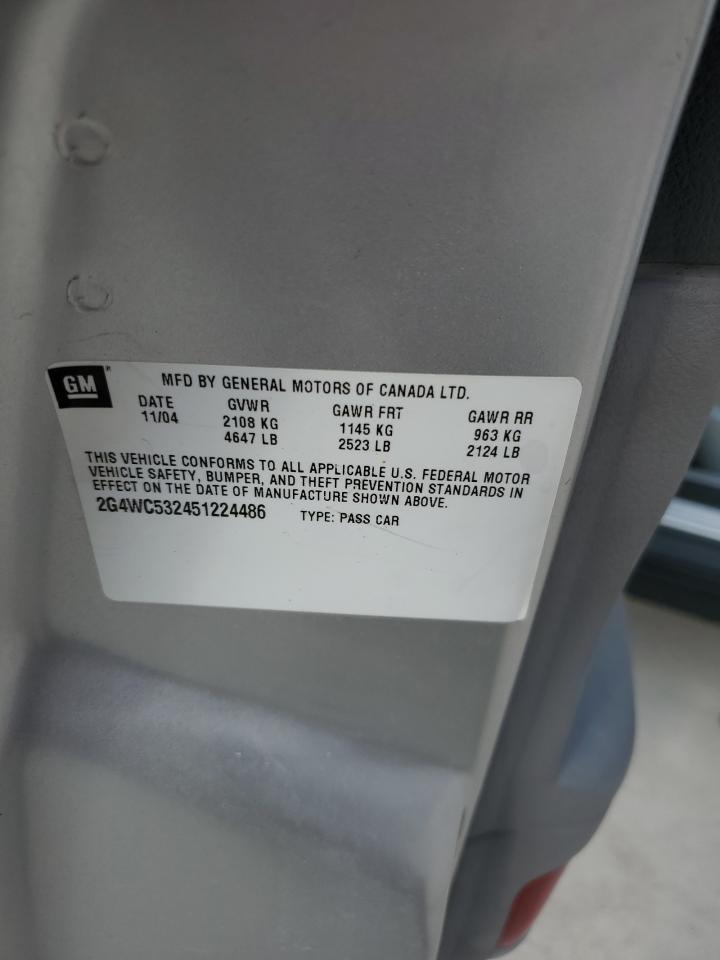 GM
MFD BY GENERAL MOTORS OF CANADA LTD.
DATE GVWR GAWR FRT GAWR RR
11/04 2108 KG 1145 KG 963 KG
4647 LB 2523 LB 2124 LB
THIS VEHICLE CONFORMS TO ALL APPLICABLE U.S. FEDERAL MOTOR
VEHICLE SAFETY, BUMPER, AND THEFT PREVENTION STANDARDS IN
EFFECT ON THE DATE OF MANUFACTURE SHOWN ABOVE.
2G4WC532451224486 TYPE: PASS CAR